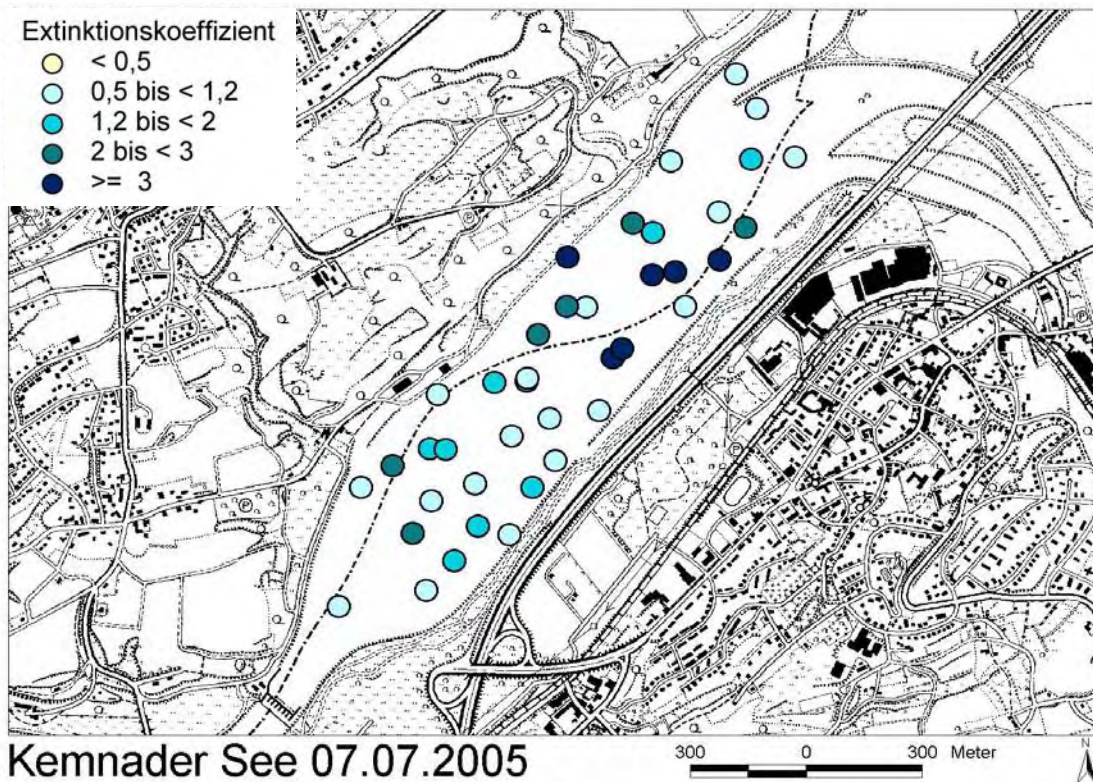 Extinktionskoeffizient
< 0,5
0,5 bis < 1,2
1,2 bis < 2
2 bis < 3
>= 3
Kemnader See 07.07.2005
300 0 300 Meter
N